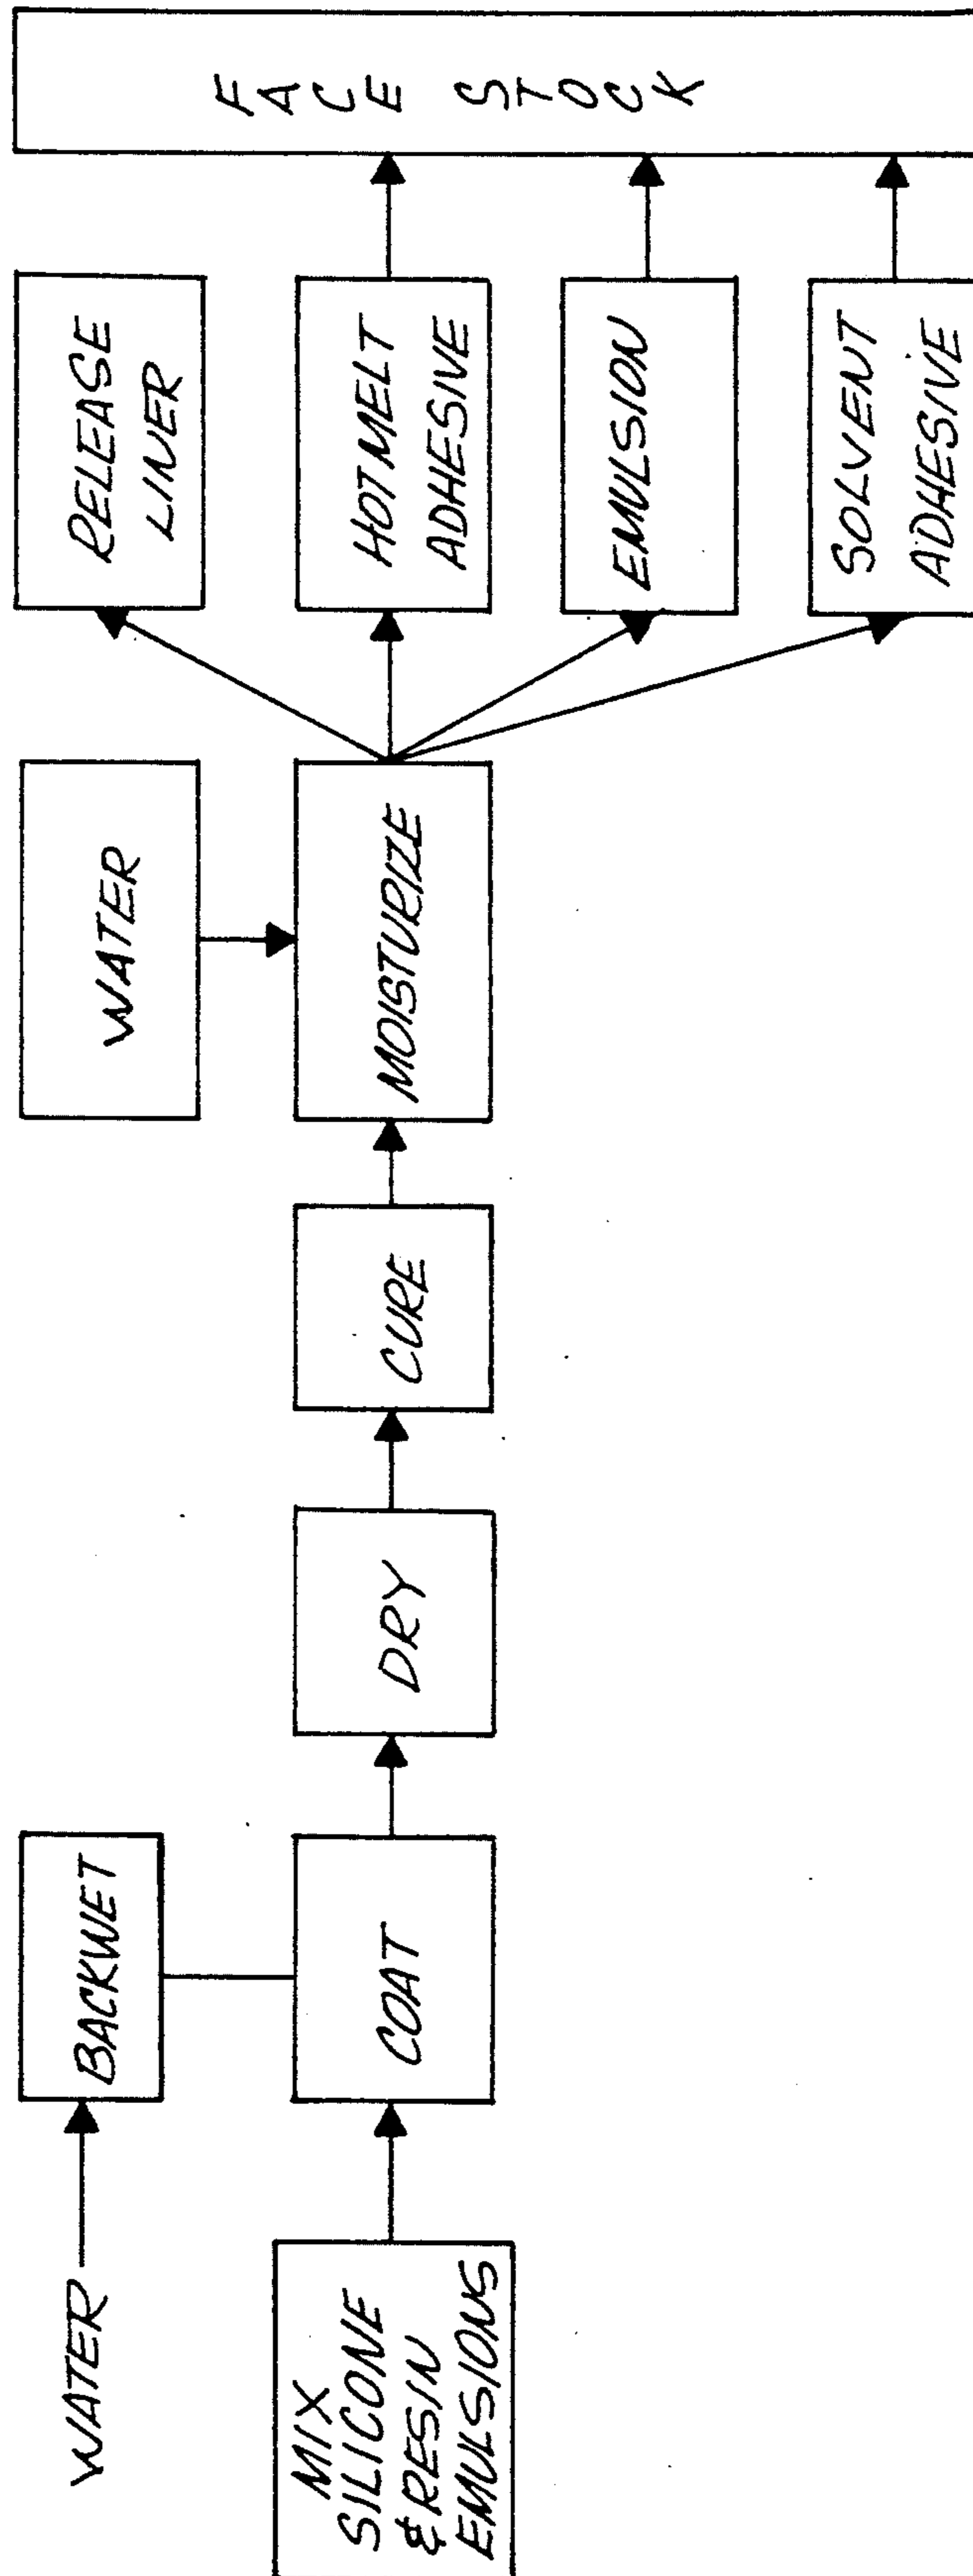 WATER
BACKWET
MIX
SILICONE
& RESIN
EMULSIONS
COAT
DRY
CURE
WATER
MOISTURIZE
RELEASE
LINER
HOTMELT
ADHESIVE
EMULSION
SOLVENT
ADHESIVE
FACE STOCK